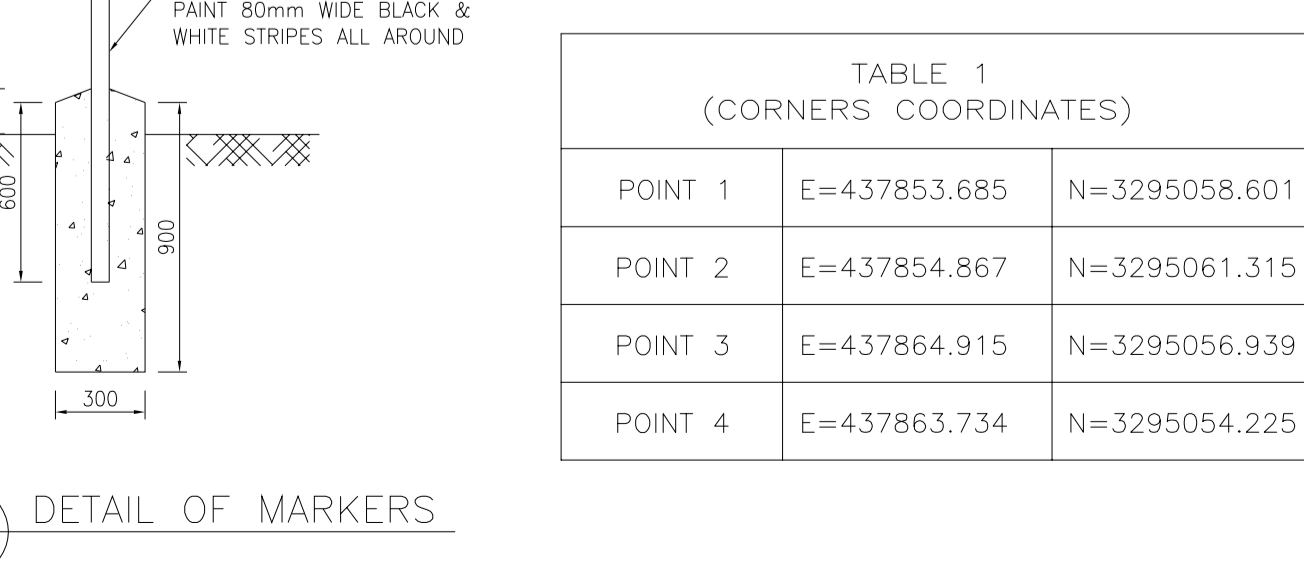 PAINT 80mm WIDE BLACK &
WHITE STRIPES ALL AROUND
600
900
300
DETAIL OF MARKERS
TABLE 1
(CORNERS COORDINATES)
POINT 1 E=437853.685 N=3295058.601
POINT 2 E=437854.867 N=3295061.315
POINT 3 E=437864.915 N=3295056.939
POINT 4 E=437863.734 N=3295054.225